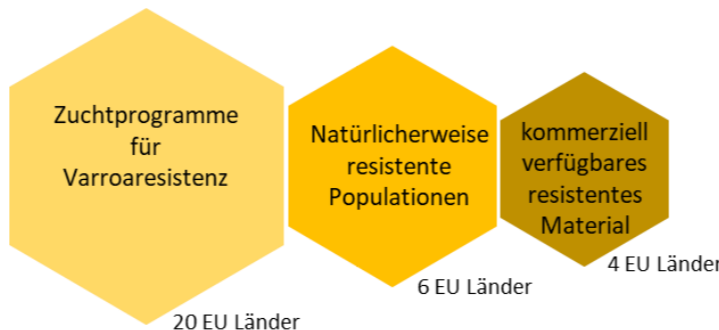 Zuchtprogramme
für
Varroaresistenz
20 EU Länder
Natürlicherweise
resistente
Populationen
6 EU Länder
kommerziell
verfügbares
resistentes
Material
4 EU Länder